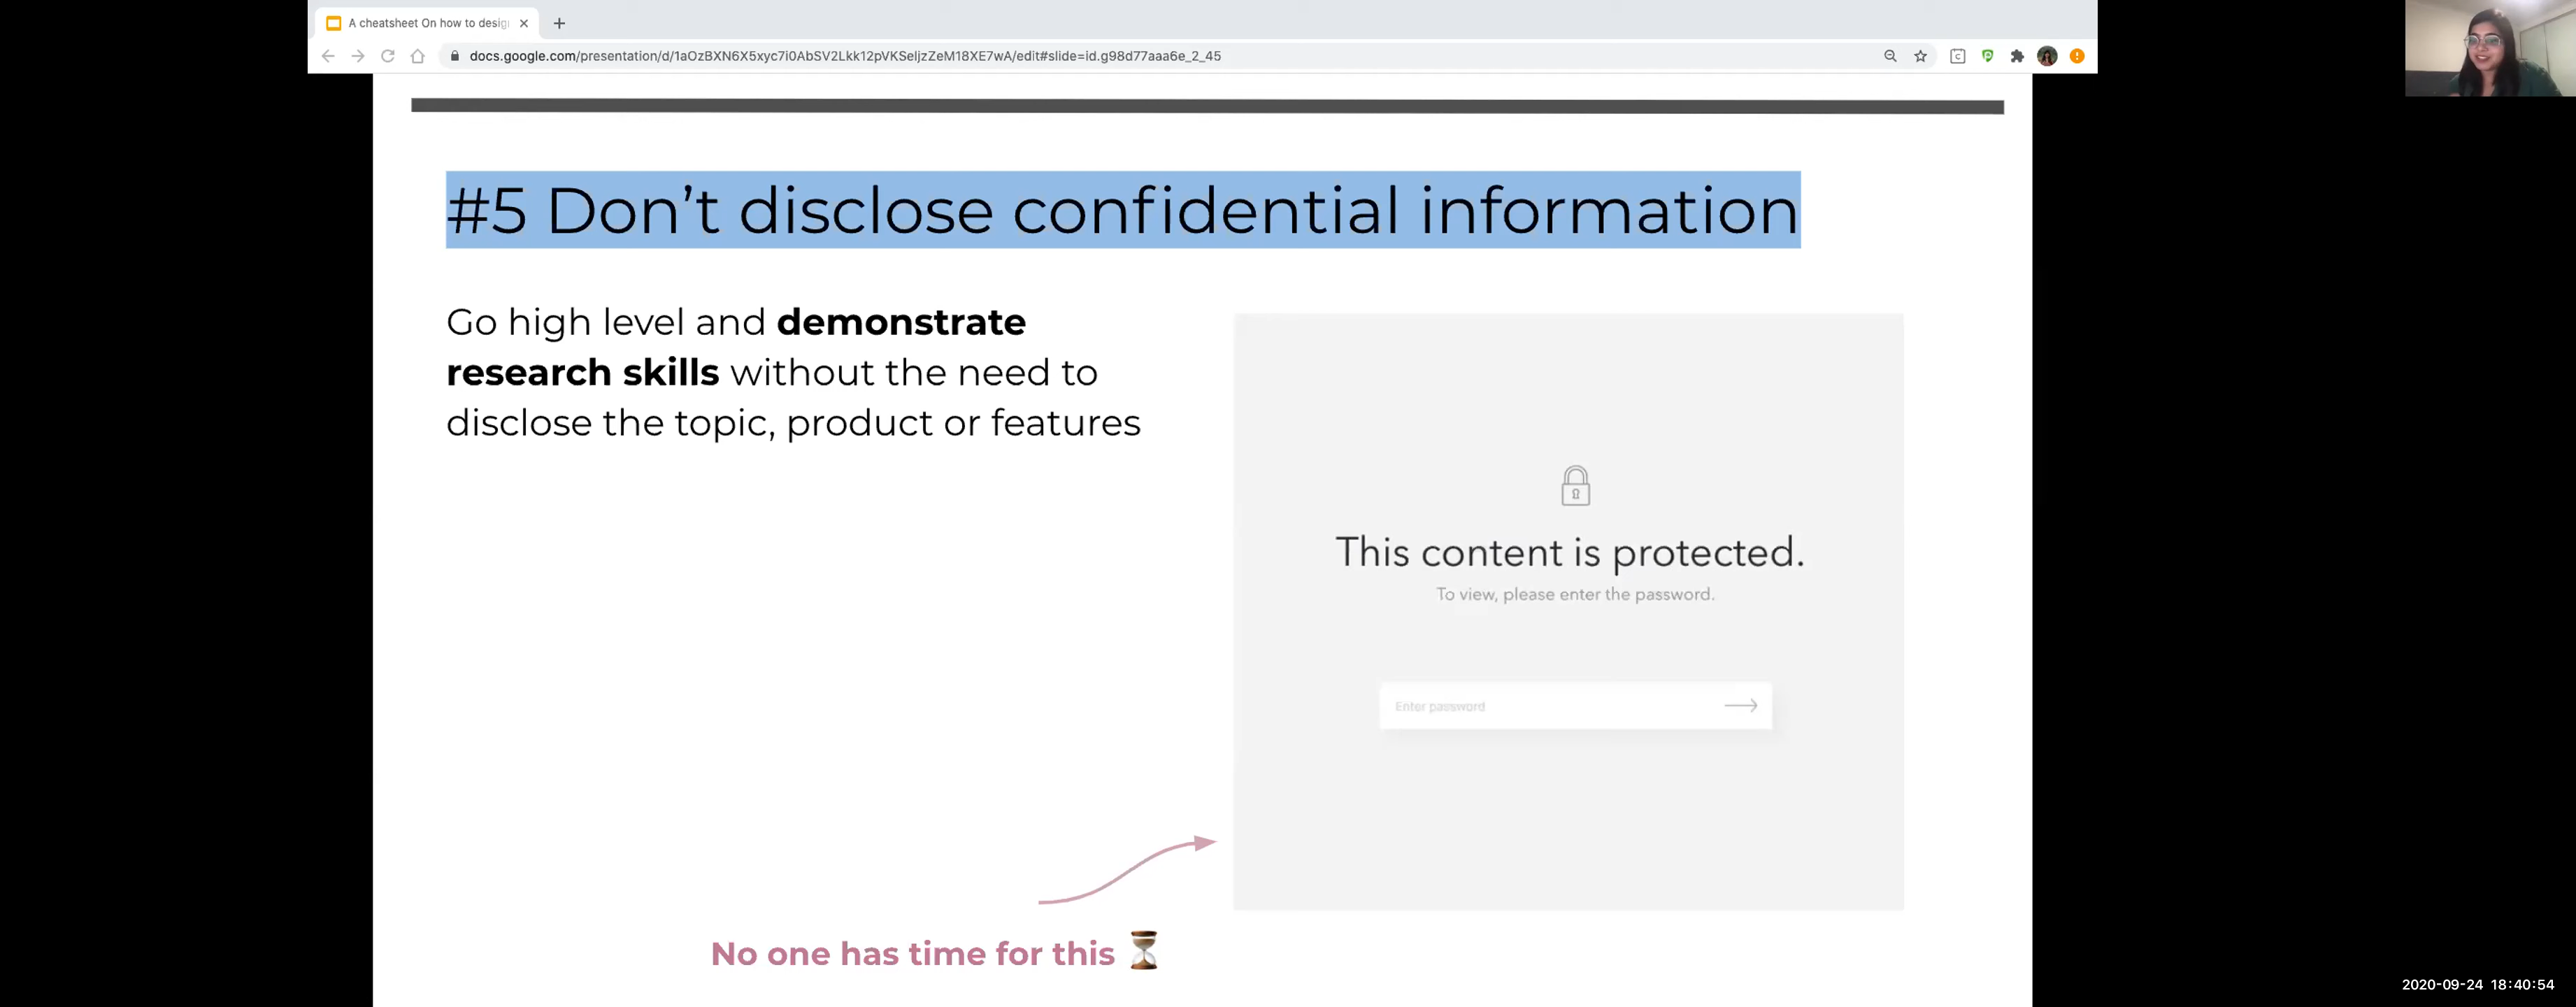 A cheatsheet On how to desig
docs.google.com/presentation/d/1aOzBXN6X5xyc7i0AbSV2Lkk12pVKSeljzZeM18XE7wA/edit#slide=id.g98d77aaa6e_2_45
#5 Don’t disclose confidential information
Go high level and demonstrate
research skills without the need to
disclose the topic, product or features
This content is protected.
To view, please enter the password.
Enter password
No one has time for this ⏳
2020-09-24 18:40:54